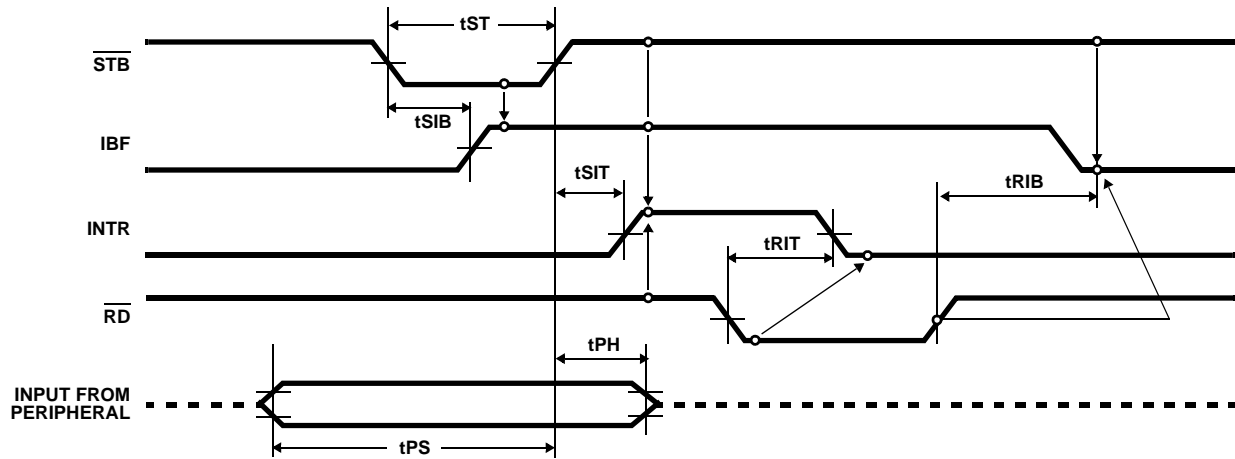 tST
STB
tSIB
IBF
tSIT
tRIB
INTR
tRIT
RD
tPH
INPUT FROM
PERIPHERAL
tPS